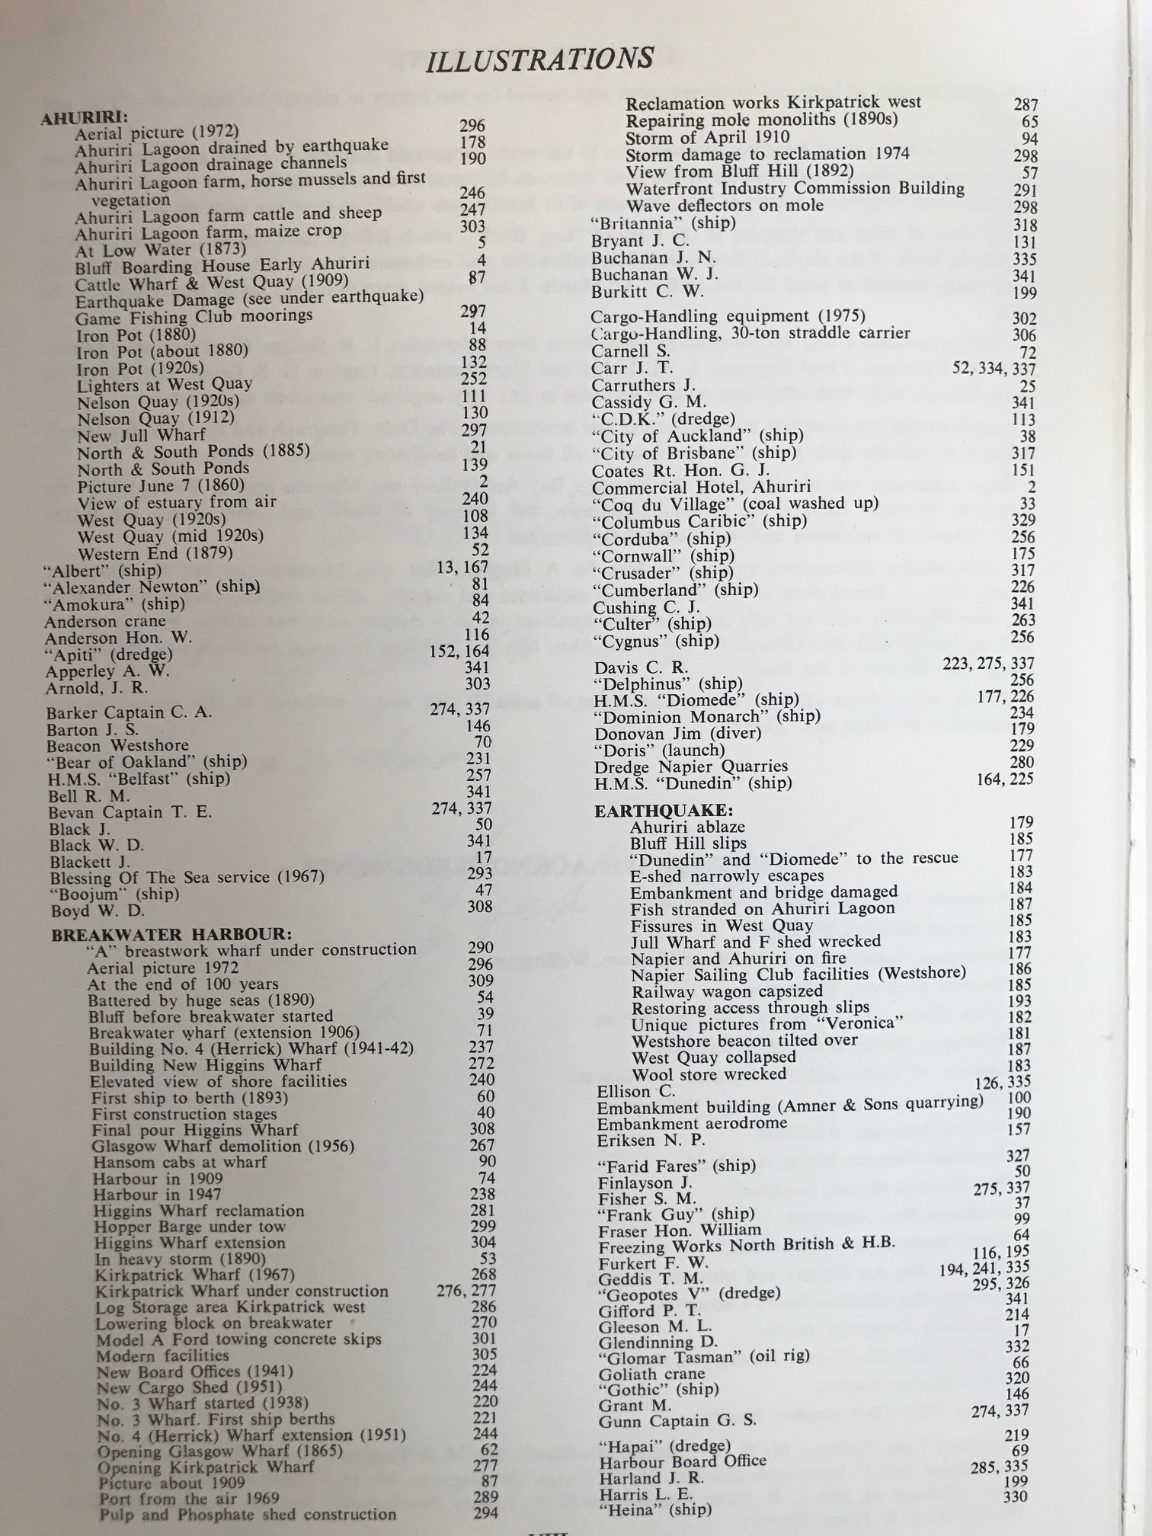 ILLUSTRATIONS
AHURIRI:
Aerial picture (1972) 296
Ahuriri Lagoon drained by earthquake 178
Ahuriri Lagoon drainage channels 190
Ahuriri Lagoon farm, horse mussels and first
vegetation 246
Ahuriri Lagoon farm cattle and sheep 247
Ahuriri Lagoon farm, maize crop 303
At Low Water (1873) 5
Bluff Boarding House Early Ahuriri 4
Cattle Wharf & West Quay (1909) 87
Earthquake Damage (see under earthquake)
Game Fishing Club moorings 297
Iron Pot (1880) 14
Iron Pot (about 1880) 88
Iron Pot (1920s) 132
Lighters at West Quay 252
Nelson Quay (1920s) 111
Nelson Quay (1912) 130
New Jull Wharf 297
North & South Ponds (1885) 21
North & South Ponds 139
Picture June 7 (1860) 2
View of estuary from air 240
West Quay (1920s) 108
West Quay (mid 1920s) 134
Western End (1879) 52
"Albert" (ship) 13, 167
"Alexander Newton" (ship) 81
"Amokura" (ship) 84
Anderson crane 42
Anderson Hon. W. 116
"Apiti" (dredge) 152, 164
Apperley A. W. 341
Arnold, J. R. 303
Barker Captain C. A. 274, 337
Barton J. S. 146
Beacon Westshore 70
"Bear of Oakland" (ship) 231
H.M.S. "Belfast" (ship) 257
Bell R. M. 341
Bevan Captain T. E. 274, 337
Black J. 50
Black W. D. 341
Blackett J. 17
Blessing Of The Sea service (1967) 293
"Boojum" (ship) 47
Boyd W. D. 308
BREAKWATER HARBOUR:
"A" breastwork wharf under construction 290
Aerial picture 1972 296
At the end of 100 years 309
Battered by huge seas (1890) 54
Bluff before breakwater started 39
Breakwater wharf (extension 1906) 71
Building No. 4 (Herrick) Wharf (1941-42) 237
Building New Higgins Wharf 272
Elevated view of shore facilities 240
First ship to berth (1893) 60
First construction stages 40
Final pour Higgins Wharf 308
Glasgow Wharf demolition (1956) 267
Hansom cabs at wharf 90
Harbour in 1909 74
Harbour in 1947 238
Higgins Wharf reclamation 281
Hopper Barge under tow 299
Higgins Wharf extension 304
In heavy storm (1890) 53
Kirkpatrick Wharf (1967) 268
Kirkpatrick Wharf under construction 276, 277
Log Storage area Kirkpatrick west 286
Lowering block on breakwater 270
Model A Ford towing concrete skips 301
Modern facilities 305
New Board Offices (1941) 224
New Cargo Shed (1951) 244
No. 3 Wharf started (1938) 220
No. 3 Wharf. First ship berths 221
No. 4 (Herrick) Wharf extension (1951) 244
Opening Glasgow Wharf (1865) 62
Opening Kirkpatrick Wharf 277
Picture about 1909 87
Port from the air 1969 289
Pulp and Phosphate shed construction 294
Reclamation works Kirkpatrick west 287
Repairing mole monoliths (1890s) 65
Storm of April 1910 94
Storm damage to reclamation 1974 298
View from Bluff Hill (1892) 57
Waterfront Industry Commission Building 291
Wave deflectors on mole 298
"Britannia" (ship) 318
Bryant J. C. 131
Buchanan J. N. 335
Buchanan W. J. 341
Burkitt C. W. 199
Cargo-Handling equipment (1975) 302
Cargo-Handling, 30-ton straddle carrier 306
Carnell S. 72
Carr J. T. 52, 334, 337
Carruthers J. 25
Cassidy G. M. 341
"C.D.K." (dredge) 113
"City of Auckland" (ship) 38
"City of Brisbane" (ship) 317
Coates Rt. Hon. G. J. 151
Commercial Hotel, Ahuriri 2
"Coq du Village" (coal washed up) 33
"Columbus Caribic" (ship) 329
"Corduba" (ship) 256
"Cornwall" (ship) 175
"Crusader" (ship) 317
"Cumberland" (ship) 226
Cushing C. J. 341
"Culter" (ship) 263
"Cygnus" (ship) 256
Davis C. R. 223, 275, 337
"Delphinus" (ship) 256
H.M.S. "Diomede" (ship) 177, 226
"Dominion Monarch" (ship) 234
Donovan Jim (diver) 179
"Doris" (launch) 229
Dredge Napier Quarries 280
H.M.S. "Dunedin" (ship) 164, 225
EARTHQUAKE:
Ahuriri ablaze 179
Bluff Hill slips 185
"Dunedin" and "Diomede" to the rescue 177
E-shed narrowly escapes 183
Embankment and bridge damaged 184
Fish stranded on Ahuriri Lagoon 187
Fissures in West Quay 185
Jull Wharf and F shed wrecked 183
Napier and Ahuriri on fire 177
Napier Sailing Club facilities (Westshore) 186
Railway wagon capsized 185
Restoring access through slips 193
Unique pictures from "Veronica" 182
Westshore beacon tilted over 181
West Quay collapsed 187
Wool store wrecked 183
Ellison C. 126, 335
Embankment building (Amner & Sons quarrying) 100
Embankment aerodrome 190
Eriksen N. P. 157
"Farid Fares" (ship) 327
Finlayson J. 50
Fisher S. M. 275, 337
"Frank Guy" (ship) 37
Fraser Hon. William 99
Freezing Works North British & H.B. 64
Furkert F. W. 116, 195
Geddis T. M. 194, 241, 335
"Geopotes V" (dredge) 295, 326
Gifford P. T. 341
Gleeson M. L. 214
Glendinning D. 17
"Glomar Tasman" (oil rig) 332
Goliath crane 66
"Gothic" (ship) 320
Grant M. 146
Gunn Captain G. S. 274, 337
"Hapai" (dredge) 219
Harbour Board Office 69
Harland J. R. 285, 335
Harris L. E. 199
"Heina" (ship) 330